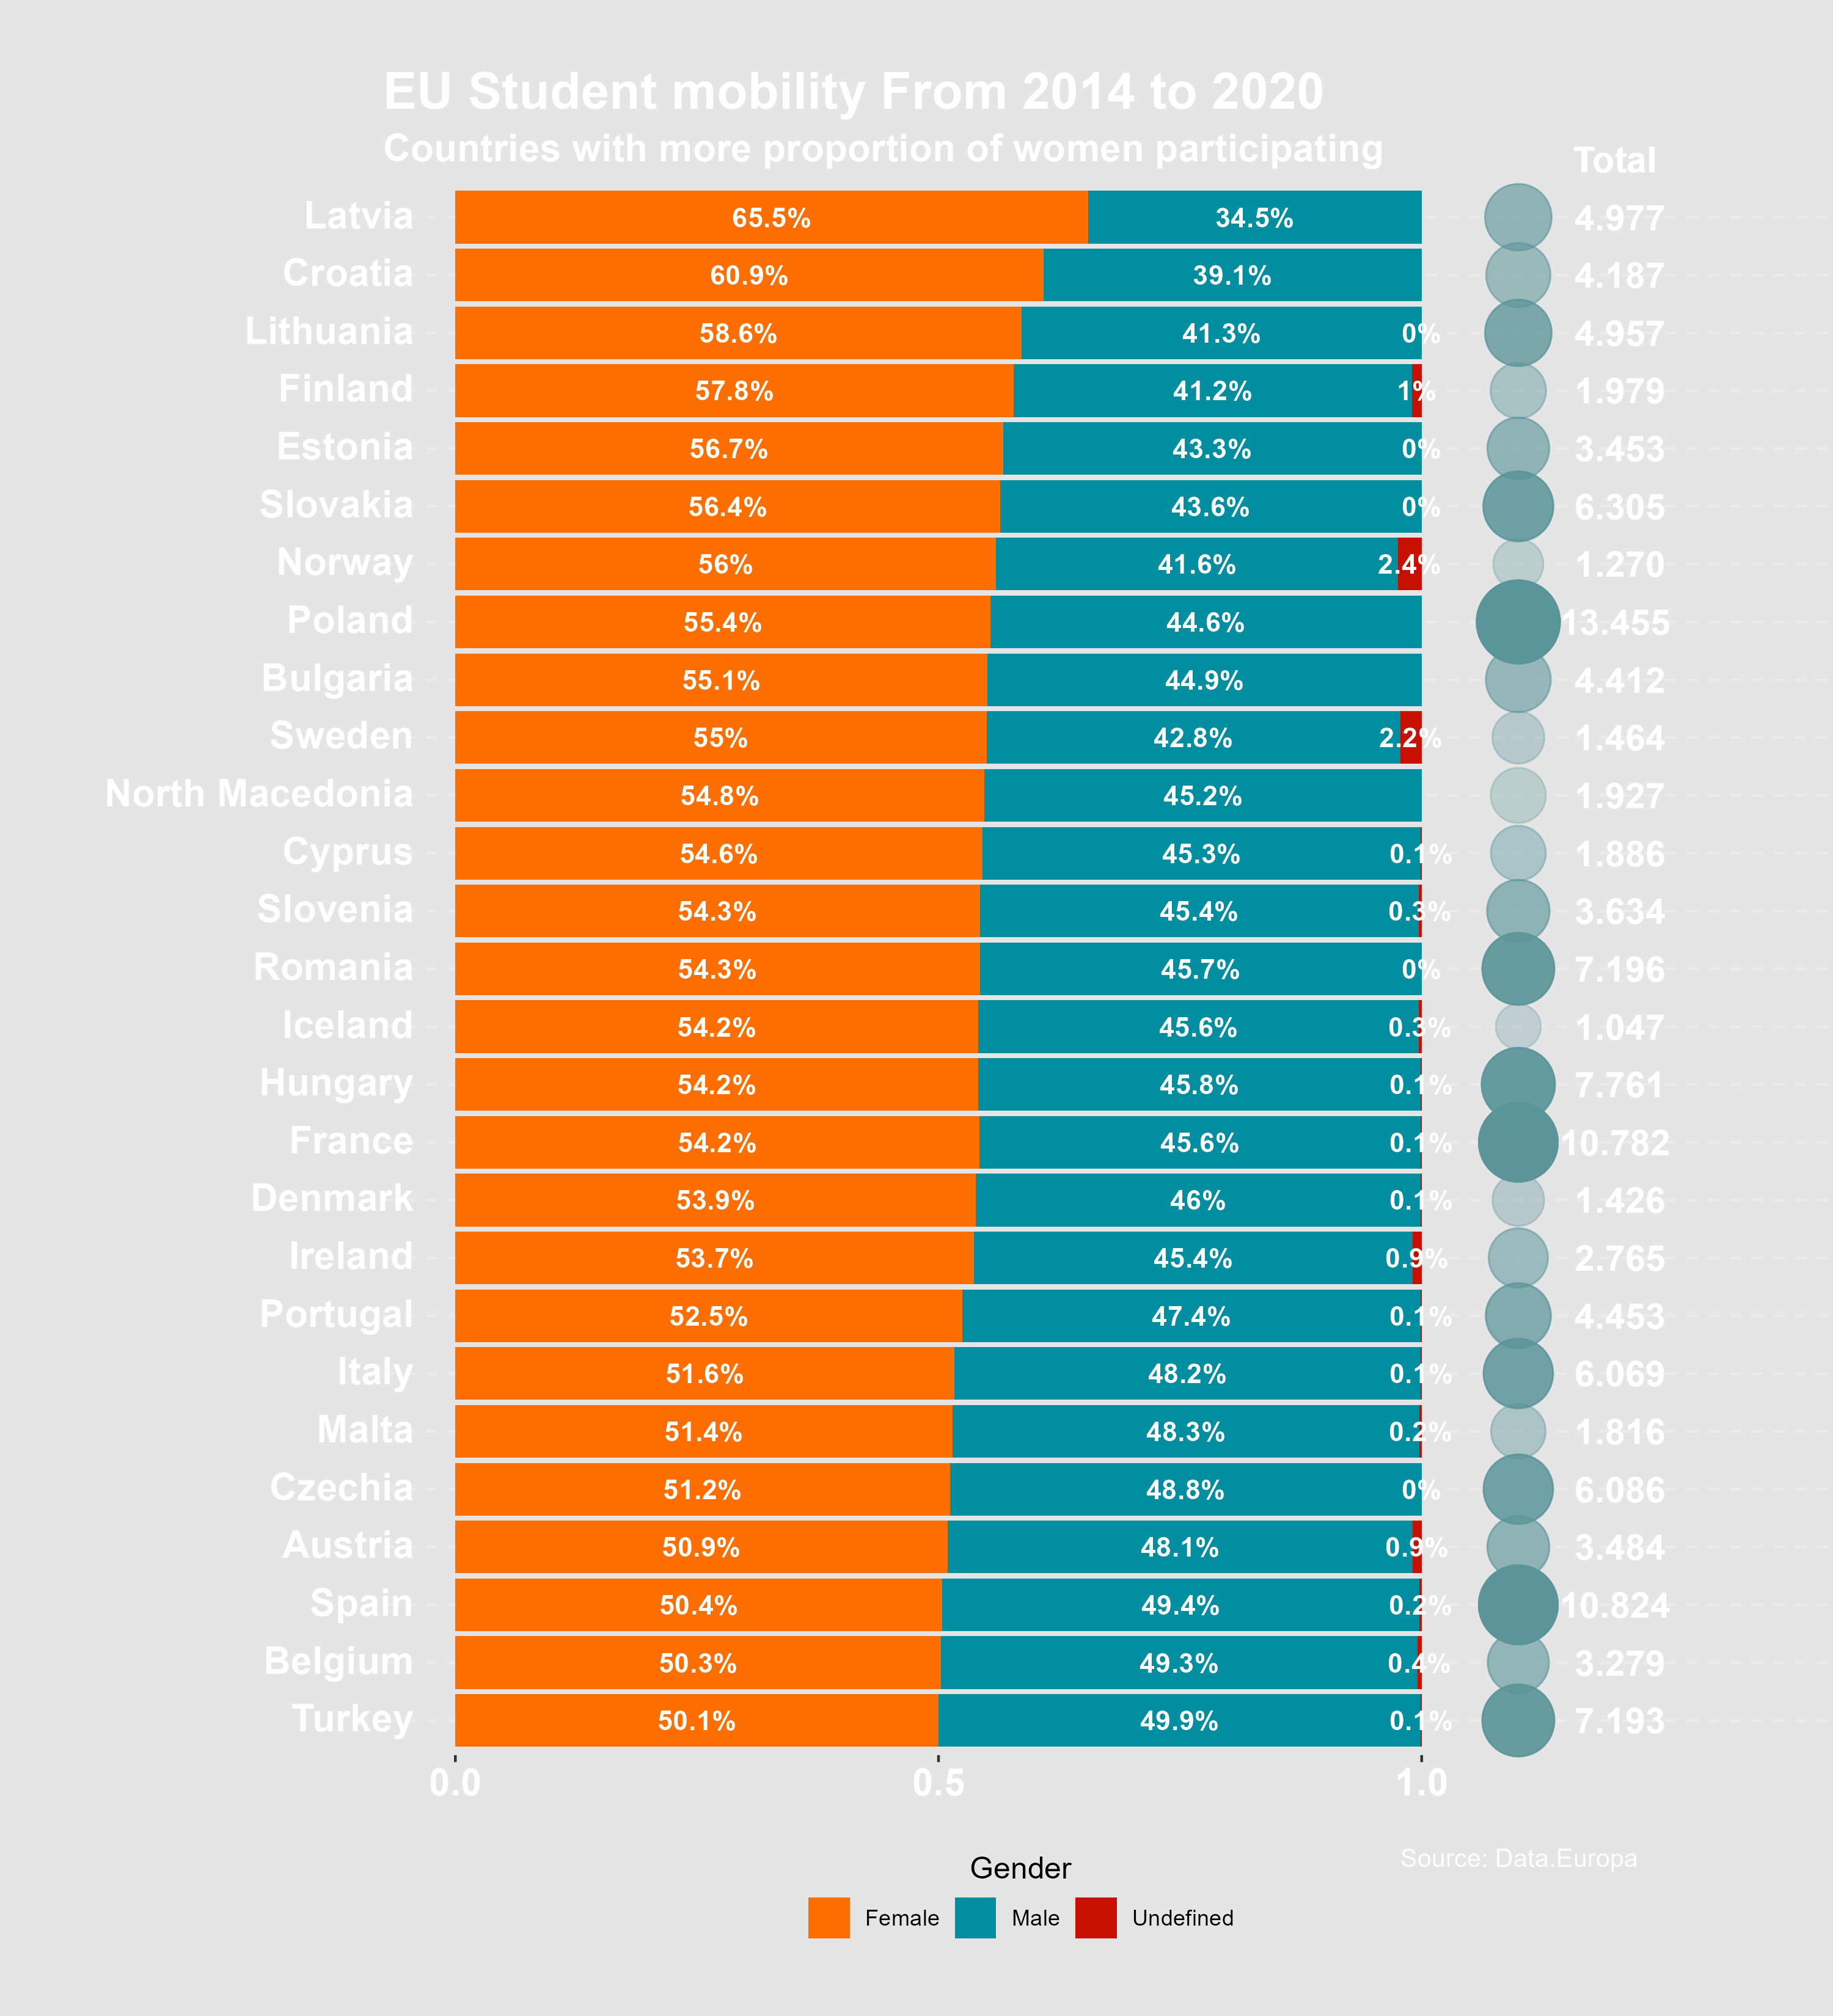 EU Student mobility From 2014 to 2020
Countries with more proportion of women participating
Total
Latvia 65.5% 34.5% 4.977
Croatia 60.9% 39.1% 4.187
Lithuania 58.6% 41.3% 0% 4.957
Finland 57.8% 41.2% 1% 1.979
Estonia 56.7% 43.3% 0% 3.453
Slovakia 56.4% 43.6% 0% 6.305
Norway 56% 41.6% 2.4% 1.270
Poland 55.4% 44.6% 13.455
Bulgaria 55.1% 44.9% 4.412
Sweden 55% 42.8% 2.2% 1.464
North Macedonia 54.8% 45.2% 1.927
Cyprus 54.6% 45.3% 0.1% 1.886
Slovenia 54.3% 45.4% 0.3% 3.634
Romania 54.3% 45.7% 0% 7.196
Iceland 54.2% 45.6% 0.3% 1.047
Hungary 54.2% 45.8% 0.1% 7.761
France 54.2% 45.6% 0.1% 10.782
Denmark 53.9% 46% 0.1% 1.426
Ireland 53.7% 45.4% 0.9% 2.765
Portugal 52.5% 47.4% 0.1% 4.453
Italy 51.6% 48.2% 0.1% 6.069
Malta 51.4% 48.3% 0.2% 1.816
Czechia 51.2% 48.8% 0% 6.086
Austria 50.9% 48.1% 0.9% 3.484
Spain 50.4% 49.4% 0.2% 10.824
Belgium 50.3% 49.3% 0.4% 3.279
Turkey 50.1% 49.9% 0.1% 7.193
0.0 0.5 1.0
Source: Data.Europa
Gender
Female Male Undefined